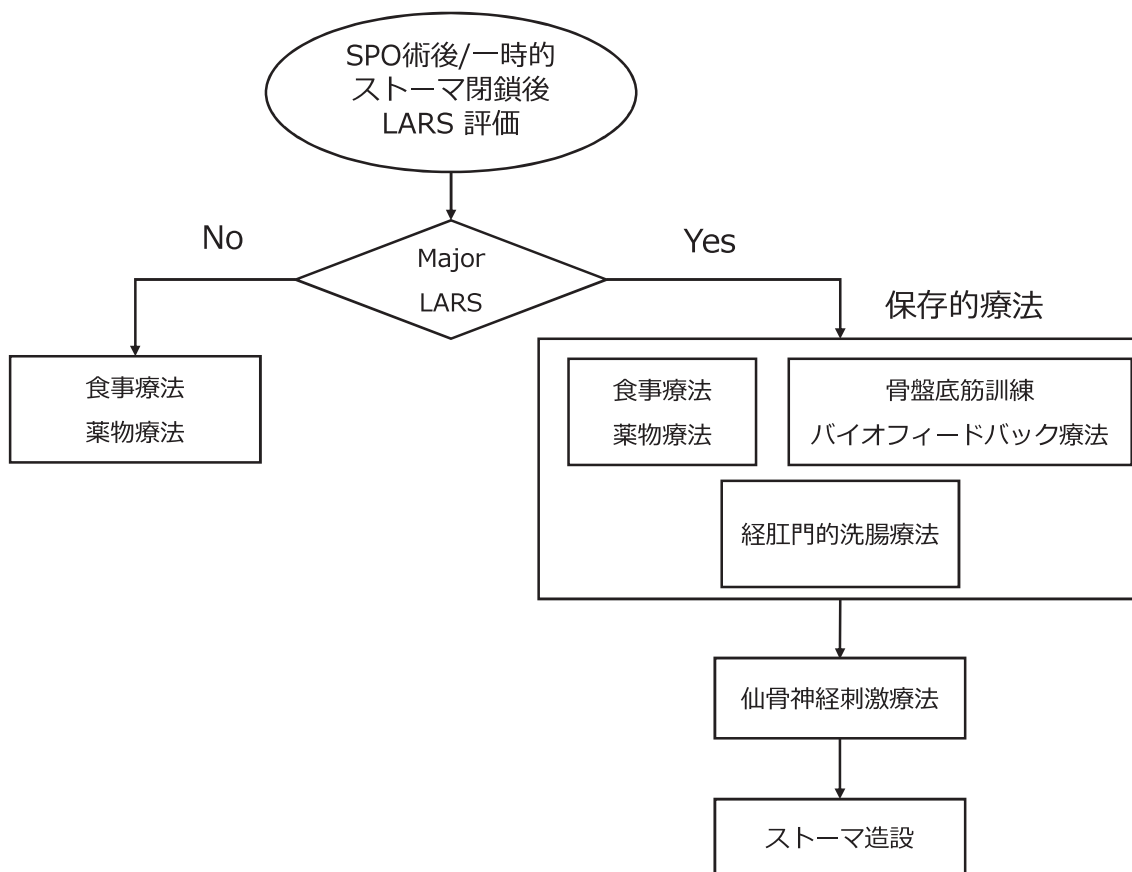 SPO術後/一時的
ストーマ閉鎖後
LARS 評価
No
Yes
Major
LARS
保存的療法
食事療法
薬物療法
食事療法
薬物療法
骨盤底筋訓練
バイオフィードバック療法
経肛門的洗腸療法
仙骨神経刺激療法
ストーマ造設